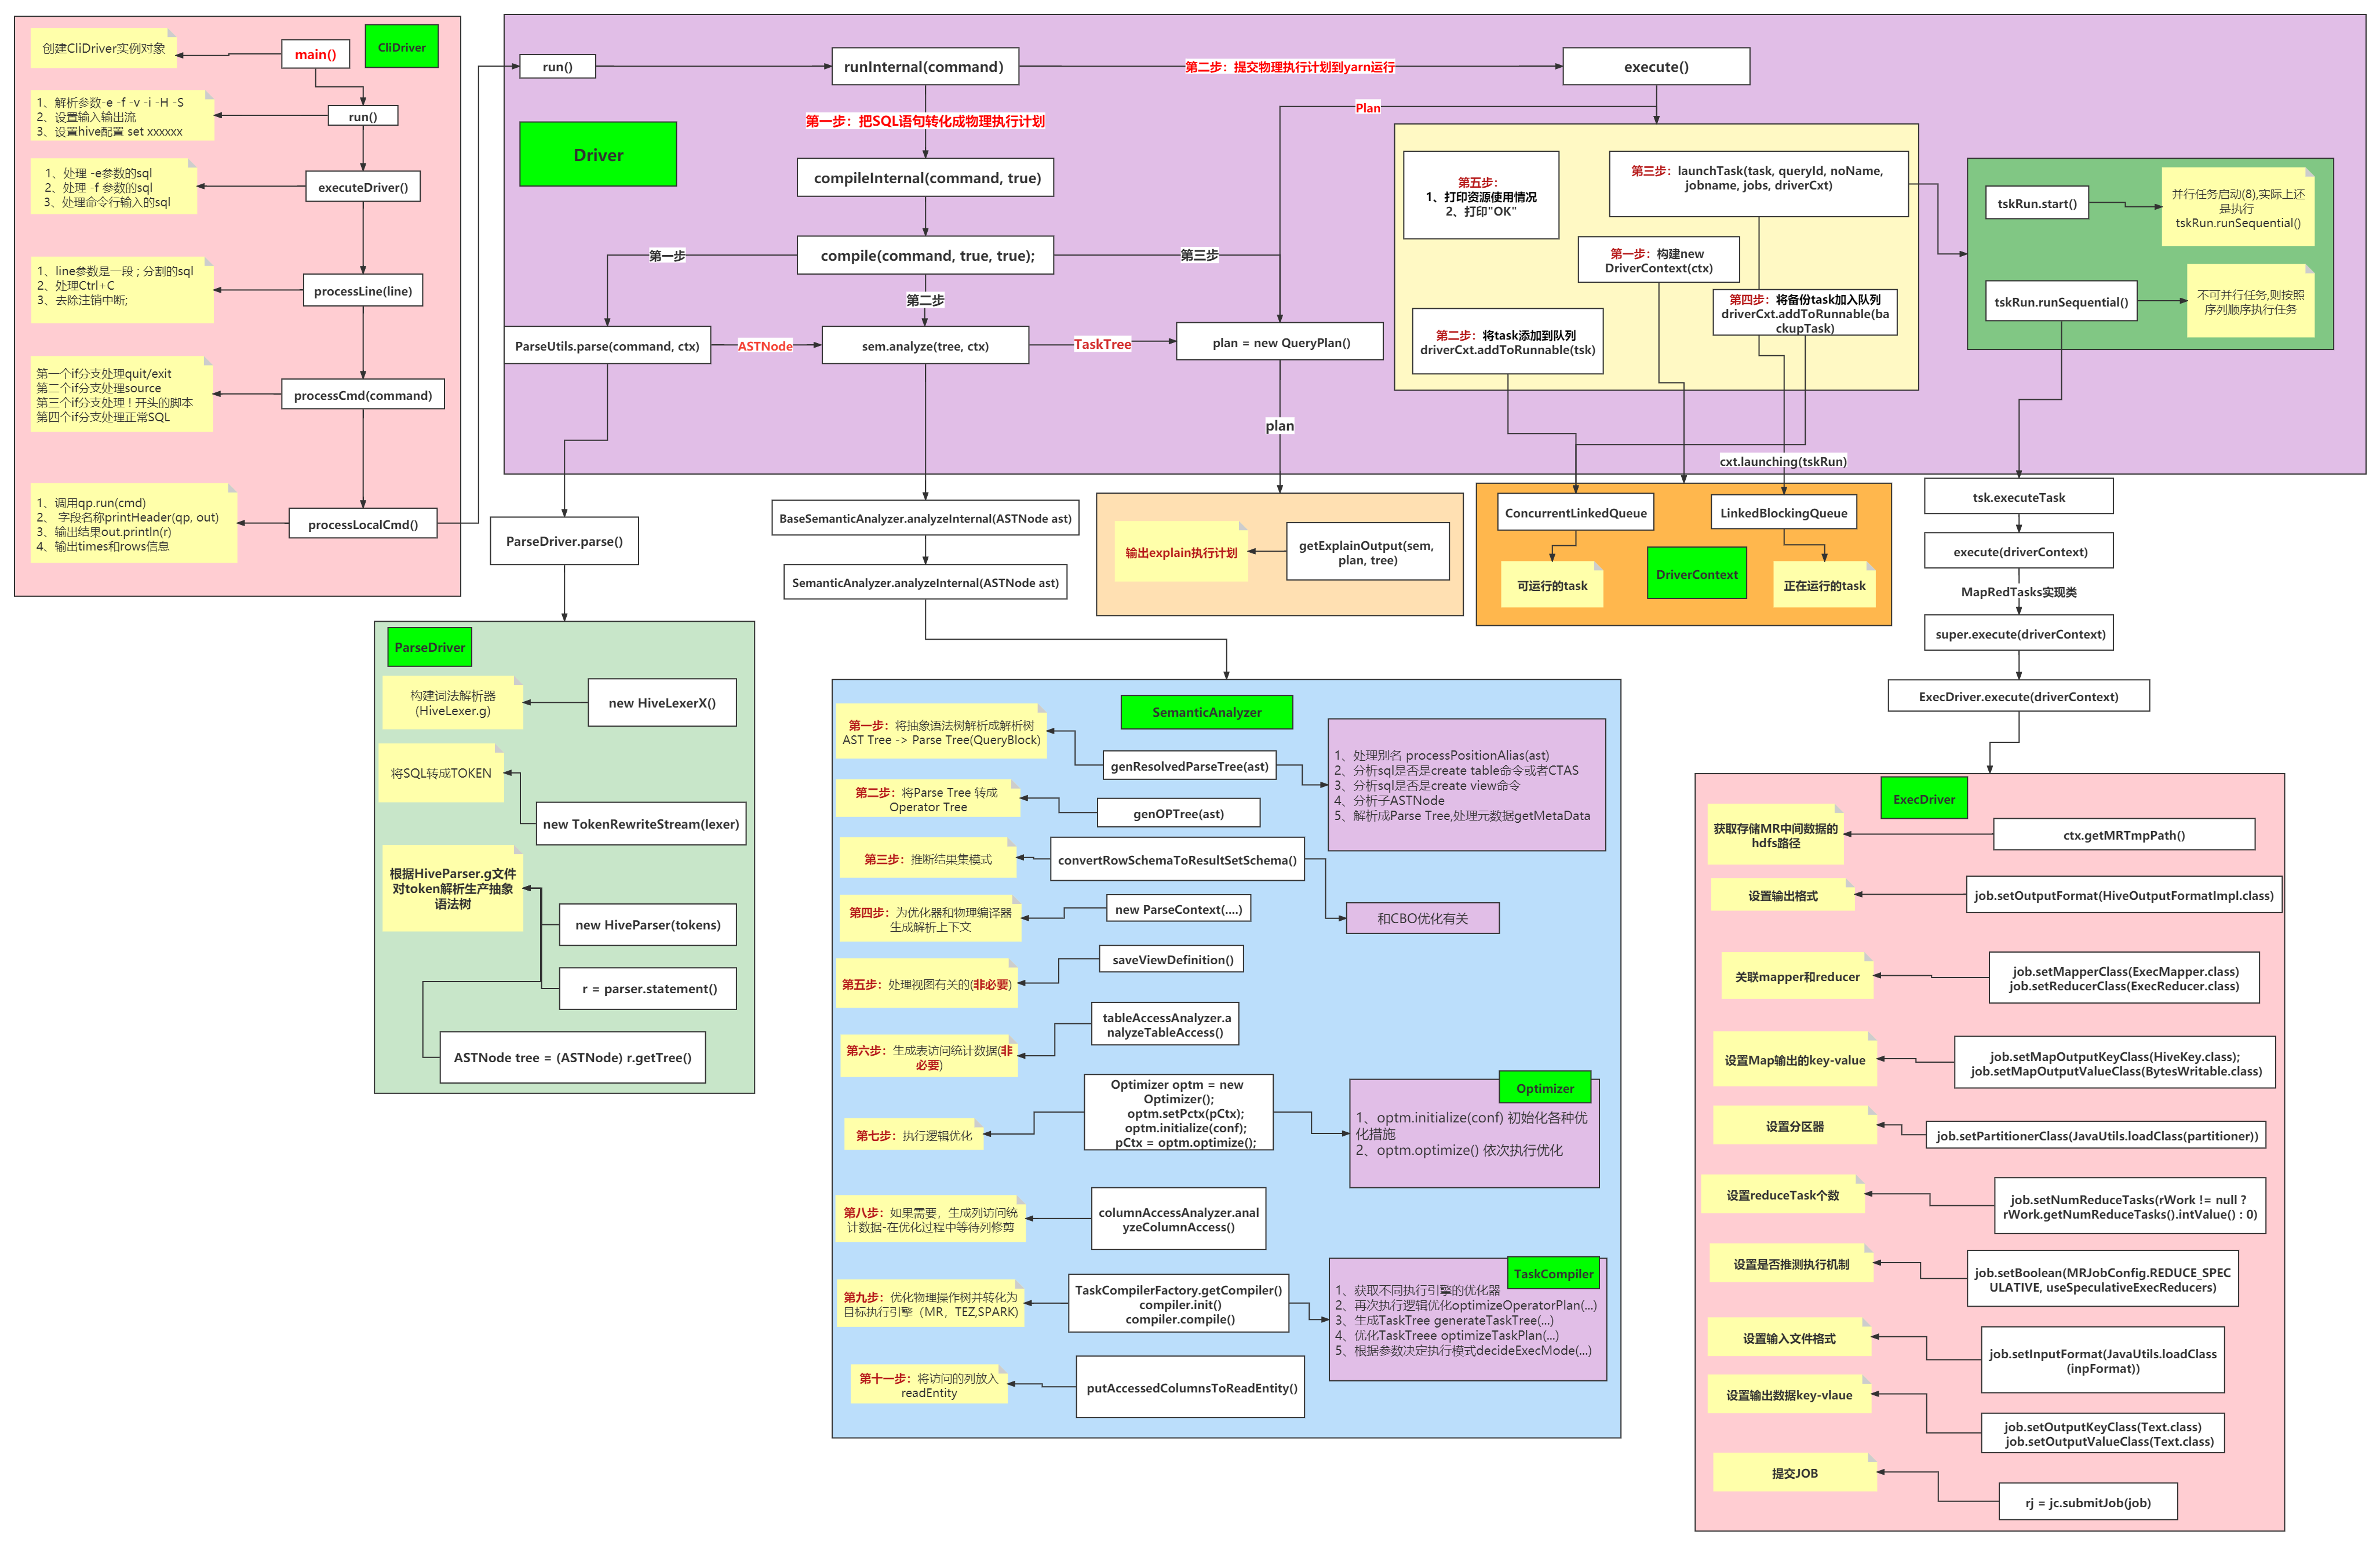 创建CliDriver实例对象
main()
CliDriver
1、解析参数-e -f -v -i -H -S
2、设置输入输出流
3、设置hive配置 set xxxxxx
run()
1、处理 -e参数的sql
2、处理 -f 参数的sql
3、处理命令行输入的sql
executeDriver()
1、line参数是一段 ; 分割的sql
2、处理Ctrl+C
3、去除注销中断;
processLine(line)
第一个if分支处理quit/exit
第二个if分支处理source
第三个if分支处理 ! 开头的脚本
第四个if分支处理正常SQL
processCmd(command)
1、调用qp.run(cmd)
2、 字段名称printHeader(qp, out)
3、输出结果out.println(r)
4、输出times和rows信息
processLocalCmd()
run()
runInternal(command)
第二步：提交物理执行计划到yarn运行
execute()
Plan
第一步：把SQL语句转化成物理执行计划
Driver
compileInternal(command, true)
compile(command, true, true);
第一步
第二步
第三步
ParseUtils.parse(command, ctx)
ASTNode
sem.analyze(tree, ctx)
TaskTree
plan = new QueryPlan()
plan
第五步：
1、打印资源使用情况
2、打印"OK"
第三步：launchTask(task, queryId, noName,
jobname, jobs, driverCxt)
第一步：构建new
DriverContext(ctx)
第四步：将备份task加入队列
driverCxt.addToRunnable(ba
ckupTask)
第二步：将task添加到队列
driverCxt.addToRunnable(tsk)
tskRun.start()
并行任务启动(8),实际上还
是执行
tskRun.runSequential()
tskRun.runSequential()
不可并行任务,则按照
序列顺序执行任务
cxt.launching(tskRun)
ParseDriver.parse()
BaseSemanticAnalyzer.analyzeInternal(ASTNode ast)
SemanticAnalyzer.analyzeInternal(ASTNode ast)
输出explain执行计划
getExplainOutput(sem,
plan, tree)
ConcurrentLinkedQueue
LinkedBlockingQueue
DriverContext
可运行的task
正在运行的task
tsk.executeTask
execute(driverContext)
MapRedTasks实现类
super.execute(driverContext)
ExecDriver.execute(driverContext)
ParseDriver
构建词法解析器
(HiveLexer.g)
new HiveLexerX()
将SQL转成TOKEN
new TokenRewriteStream(lexer)
根据HiveParser.g文件
对token解析生产抽象
语法树
new HiveParser(tokens)
r = parser.statement()
ASTNode tree = (ASTNode) r.getTree()
SemanticAnalyzer
第一步：将抽象语法树解析成解析树
AST Tree -> Parse Tree(QueryBlock)
genResolvedParseTree(ast)
1、处理别名 processPositionAlias(ast)
2、分析sql是否是create table命令或者CTAS
3、分析sql是否是create view命令
4、分析子ASTNode
5、解析成Parse Tree,处理元数据getMetaData
第二步：将Parse Tree 转成
Operator Tree
genOPTree(ast)
第三步：推断结果集模式
convertRowSchemaToResultSetSchema()
第四步：为优化器和物理编译器
生成解析上下文
new ParseContext(....)
和CBO优化有关
第五步：处理视图有关的(非必要)
saveViewDefinition()
第六步：生成表访问统计数据(非
必要)
tableAccessAnalyzer.a
nalyzeTableAccess()
第七步：执行逻辑优化
Optimizer optm = new
Optimizer();
optm.setPctx(pCtx);
optm.initialize(conf);
pCtx = optm.optimize();
Optimizer
1、optm.initialize(conf) 初始化各种优
化措施
2、optm.optimize() 依次执行优化
第八步：如果需要，生成列访问统
计数据-在优化过程中等待列修剪
columnAccessAnalyzer.anal
yzeColumnAccess()
第九步：优化物理操作树并转化为
目标执行引擎（MR，TEZ,SPARK)
TaskCompilerFactory.getCompiler()
compiler.init()
compiler.compile()
TaskCompiler
1、获取不同执行引擎的优化器
2、再次执行逻辑优化optimizeOperatorPlan(...)
3、生成TaskTree generateTaskTree(...)
4、优化TaskTreee optimizeTaskPlan(...)
5、根据参数决定执行模式decideExecMode(...)
第十一步：将访问的列放入
readEntity
putAccessedColumnsToReadEntity()
ExecDriver
获取存储MR中间数据的
hdfs路径
ctx.getMRTmpPath()
设置输出格式
job.setOutputFormat(HiveOutputFormatImpl.class)
关联mapper和reducer
job.setMapperClass(ExecMapper.class)
job.setReducerClass(ExecReducer.class)
设置Map输出的key-value
job.setMapOutputKeyClass(HiveKey.class);
job.setMapOutputValueClass(BytesWritable.class)
设置分区器
job.setPartitionerClass(JavaUtils.loadClass(partitioner))
设置reduceTask个数
job.setNumReduceTasks(rWork != null ?
rWork.getNumReduceTasks().intValue() : 0)
设置是否推测执行机制
job.setBoolean(MRJobConfig.REDUCE_SPEC
ULATIVE, useSpeculativeExecReducers)
设置输入文件格式
job.setInputFormat(JavaUtils.loadClass
(inpFormat))
设置输出数据key-vlaue
job.setOutputKeyClass(Text.class)
job.setOutputValueClass(Text.class)
提交JOB
rj = jc.submitJob(job)